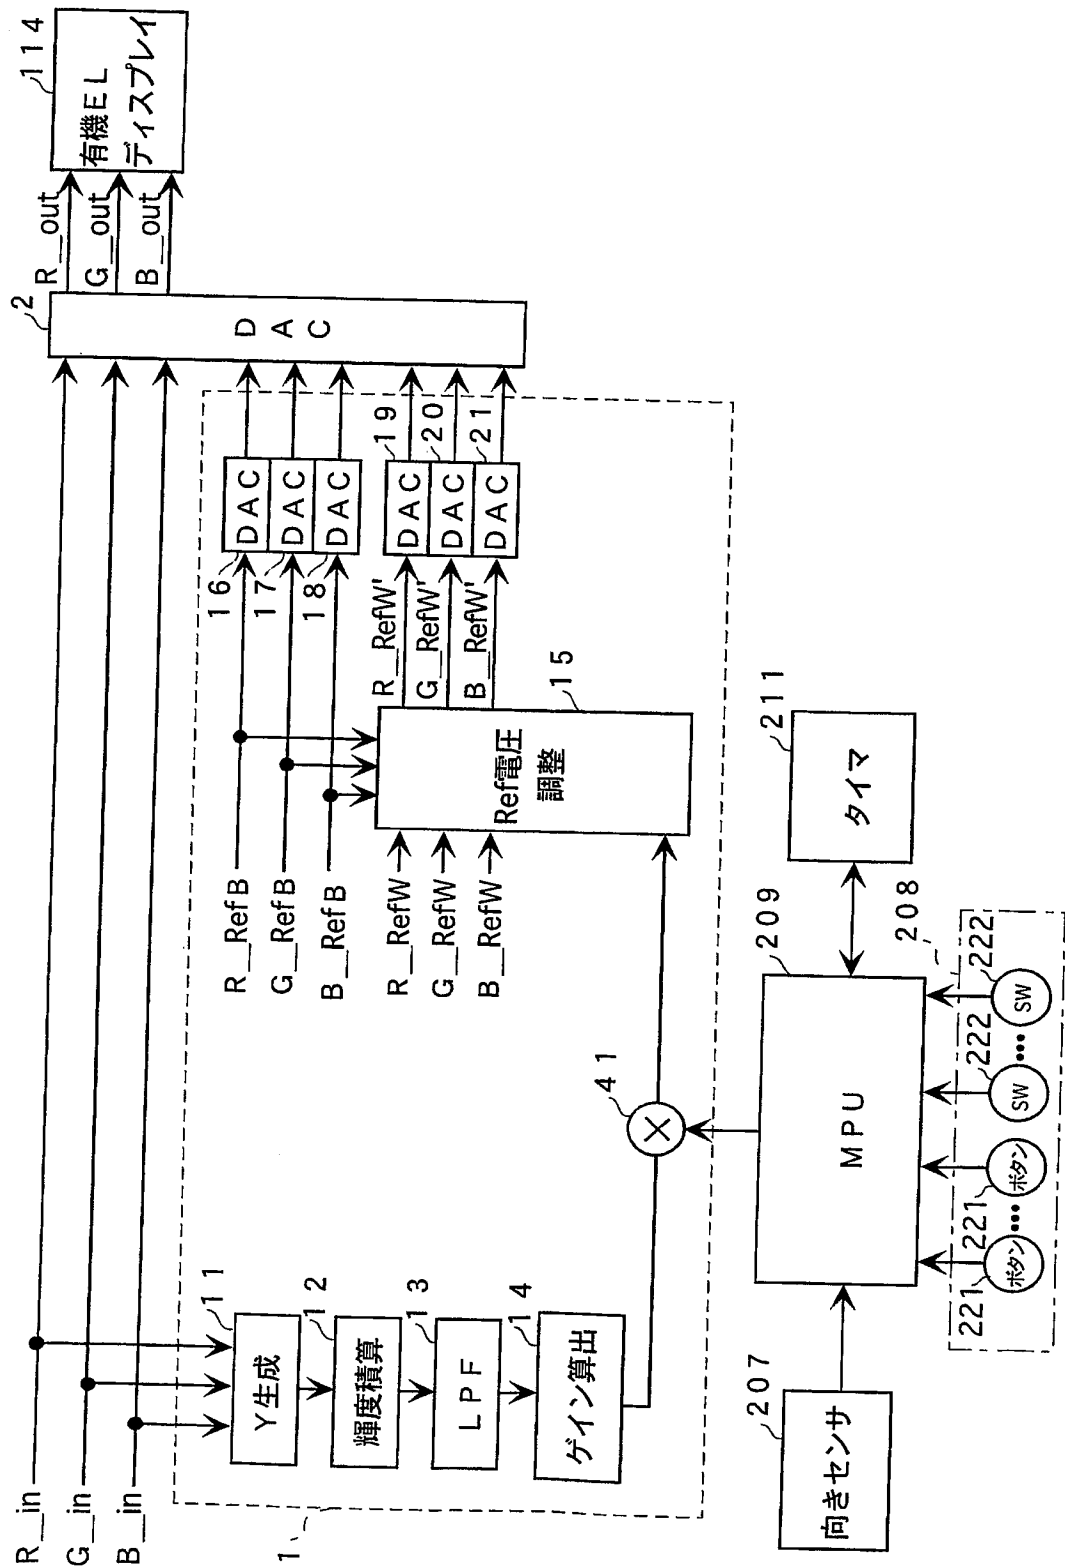 R_in
G_in
B_in
R_out
G_out
B_out
114
有機EL
ディスプレイ
2
DAC
1
11
Y生成
12
輝度積算
13
LPF
14
ゲイン算出
R_RefB
G_RefB
B_RefB
R_RefW
G_RefW
B_RefW
15
Ref電圧
調整
R_RefW'
G_RefW'
B_RefW'
16
DAC
17
DAC
18
DAC
19
DAC
20
DAC
21
DAC
41
×
207
向きセンサ
209
MPU
211
タイマ
208
221
ボタン
221
ボタン
222
SW
222
SW